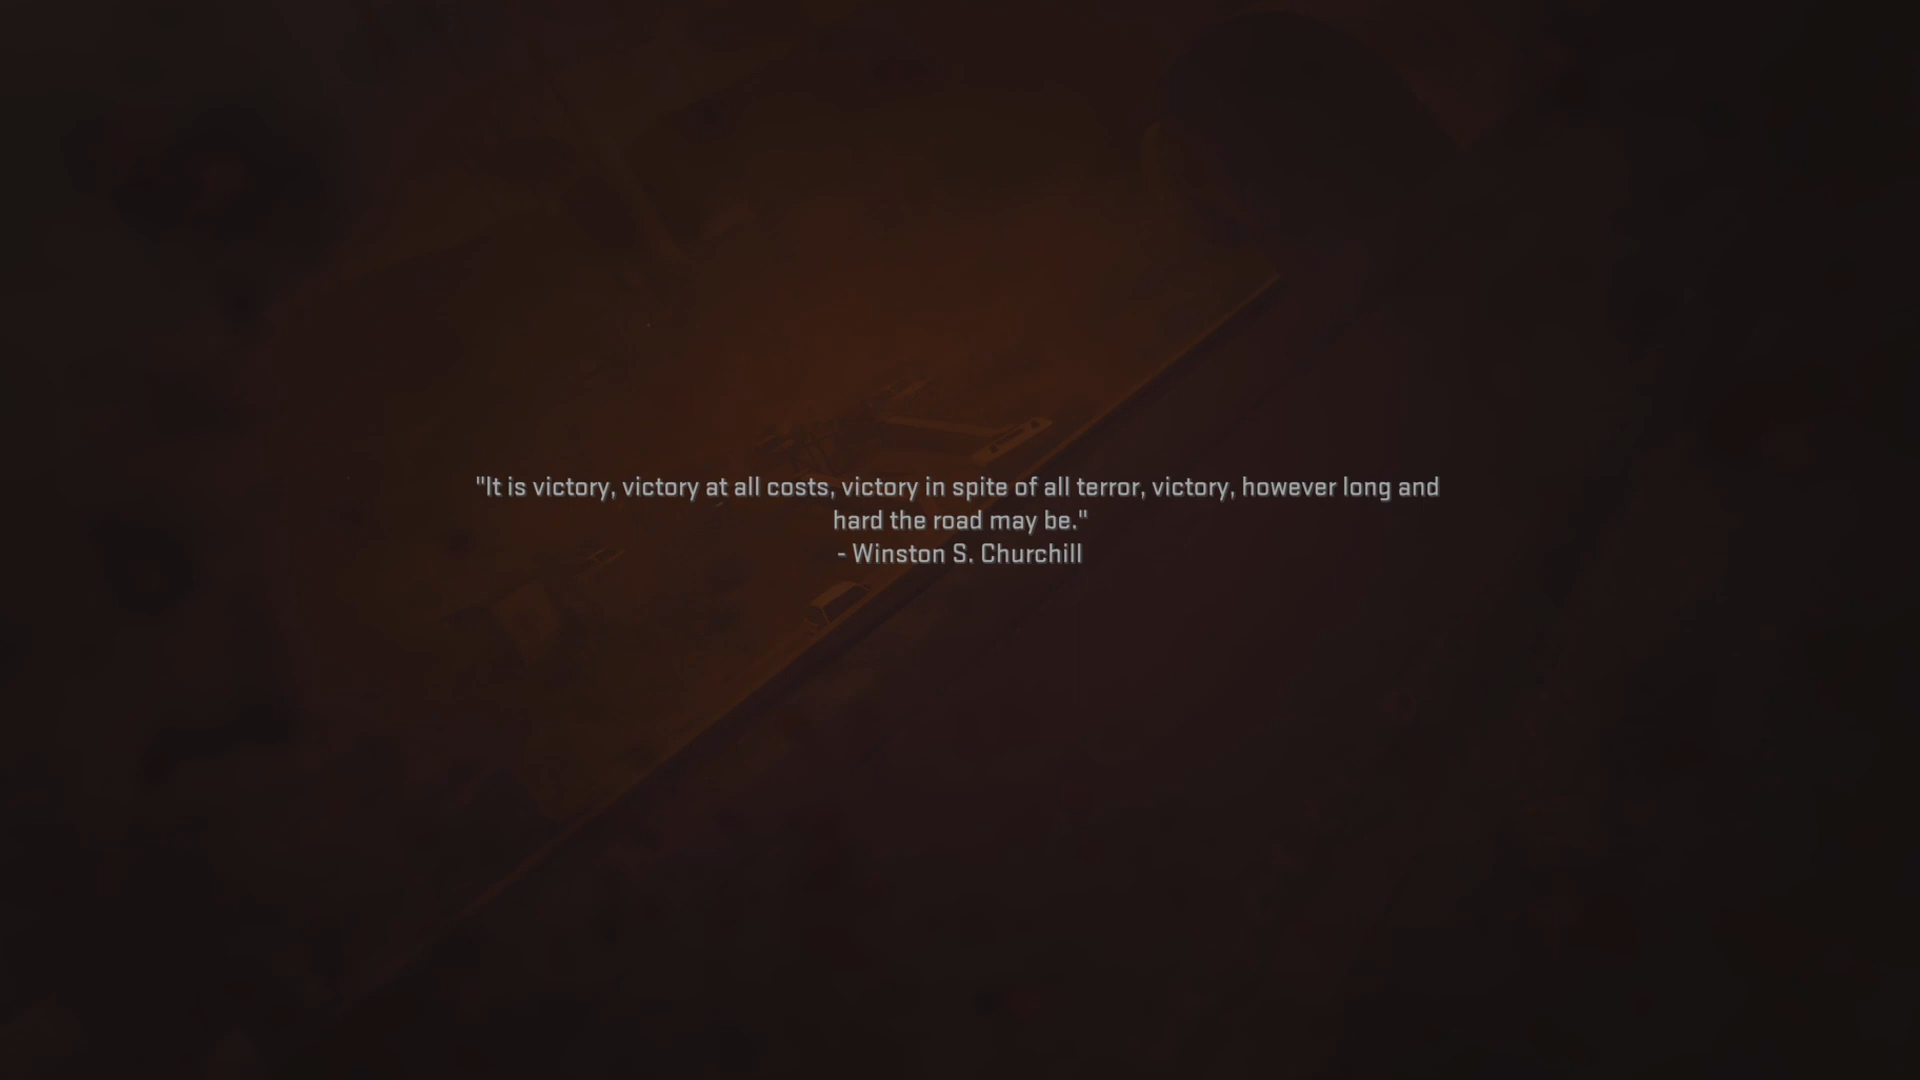 "It is victory, victory at all costs, victory in spite of all terror, victory, however long and
hard the road may be."
- Winston S. Churchill